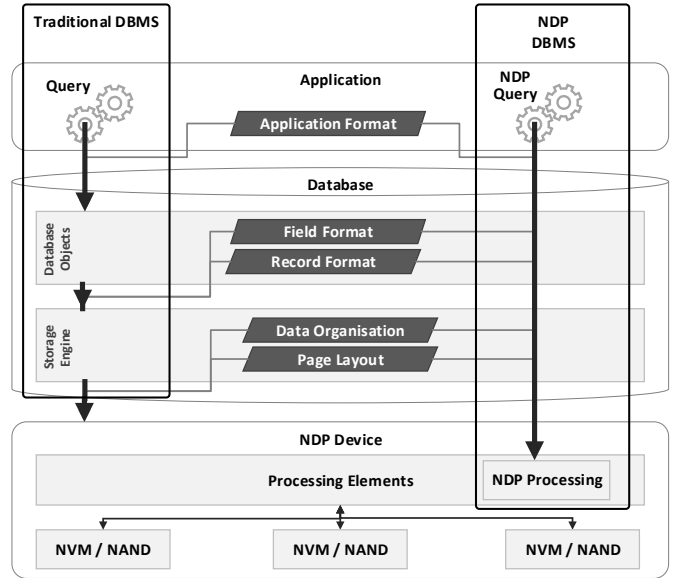 Traditional DBMS
NDP
DBMS
Application
Query
NDP
Query
Application Format
Database
Database
Objects
Field Format
Record Format
Storage
Engine
Data Organisation
Page Layout
NDP Device
Processing Elements
NDP Processing
NVM / NAND
NVM / NAND
NVM / NAND